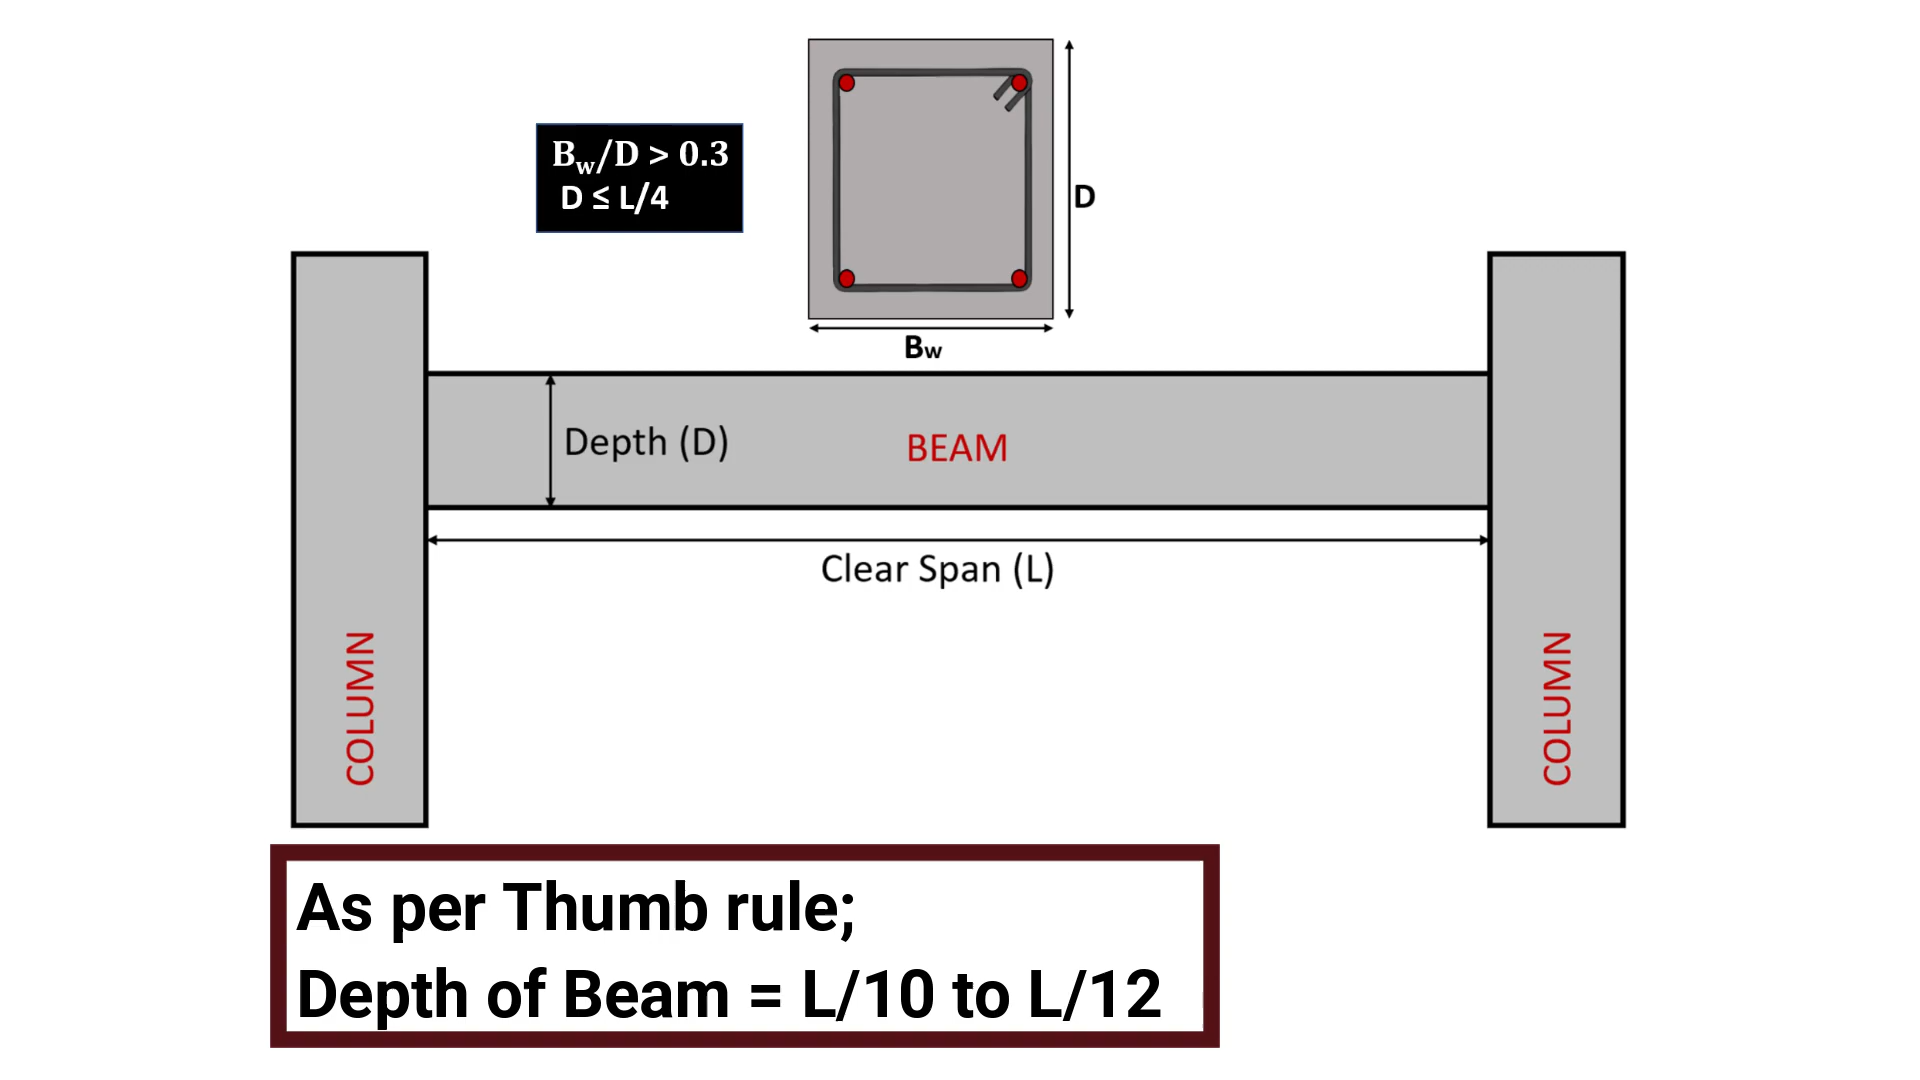 B_w/D > 0.3
D ≤ L/4
D
Bw
Depth (D)
BEAM
Clear Span (L)
COLUMN
COLUMN
As per Thumb rule;
Depth of Beam = L/10 to L/12